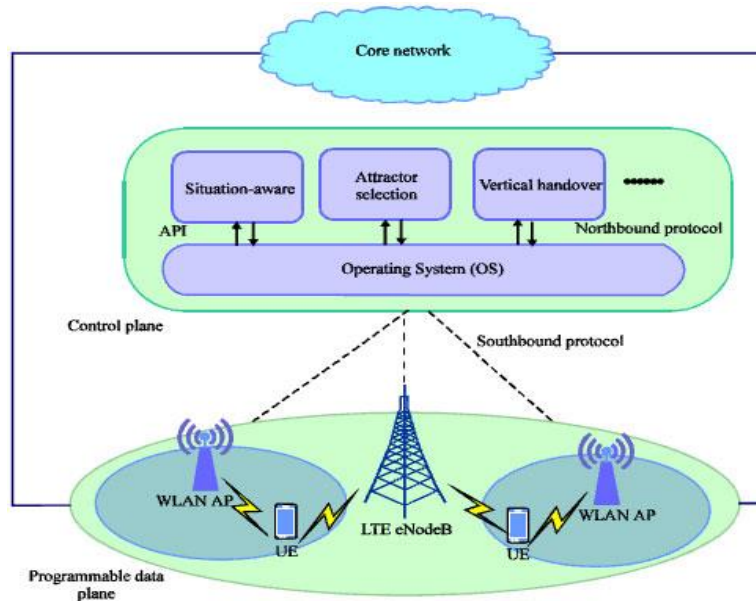 Core network
Situation-aware
Attractor
selection
Vertical handover
API
Northbound protocol
Operating System (OS)
Control plane
Southbound protocol
WLAN AP
UE
LTE eNodeB
UE
WLAN AP
Programmable data
plane